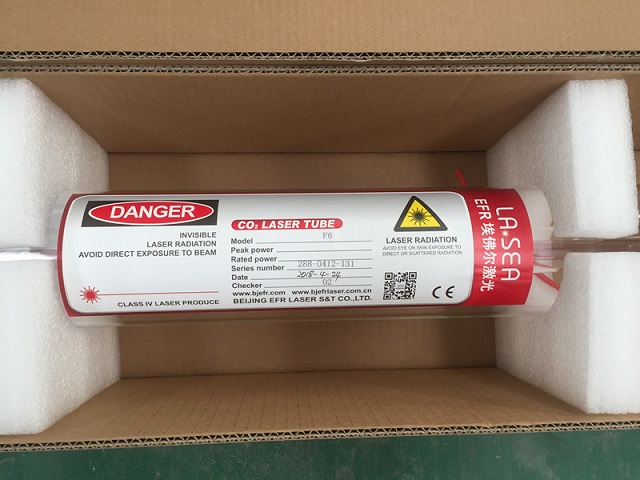 DANGER
INVISIBLE
LASER RADIATION
AVOID DIRECT EXPOSURE TO BEAM
CLASS IV LASER PRODUCE
CO₂ LASER TUBE
Model F6
Peak power
Rated power
Series number 288-0412-131
Date 2018-4-24
Checker 02
www.bjefr.com www.bjefrlaser.com.cn
BEIJING EFR LASER S&T CO.,LTD.
LASER RADIATION
AVOID EYE OR SKIN EXPOSURE TO
DIRECT OR SCATTERED RADIATION
CE
LA·SEA
EFR 埃佛尔激光